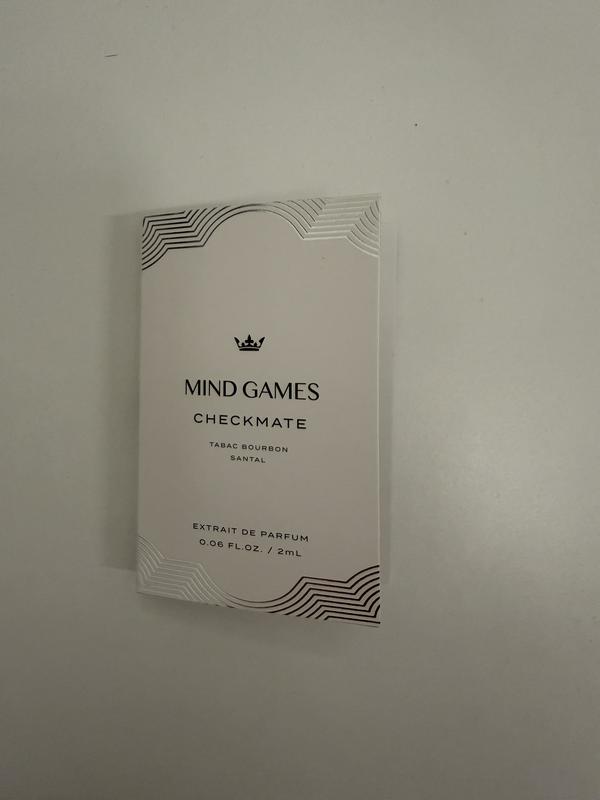 MIND GAMES
CHECKMATE
TABAC BOURBON
SANTAL
EXTRAIT DE PARFUM
0.06 FL.OZ. / 2mL